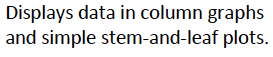 Displays data in column graphs
and simple stem-and-leaf plots.